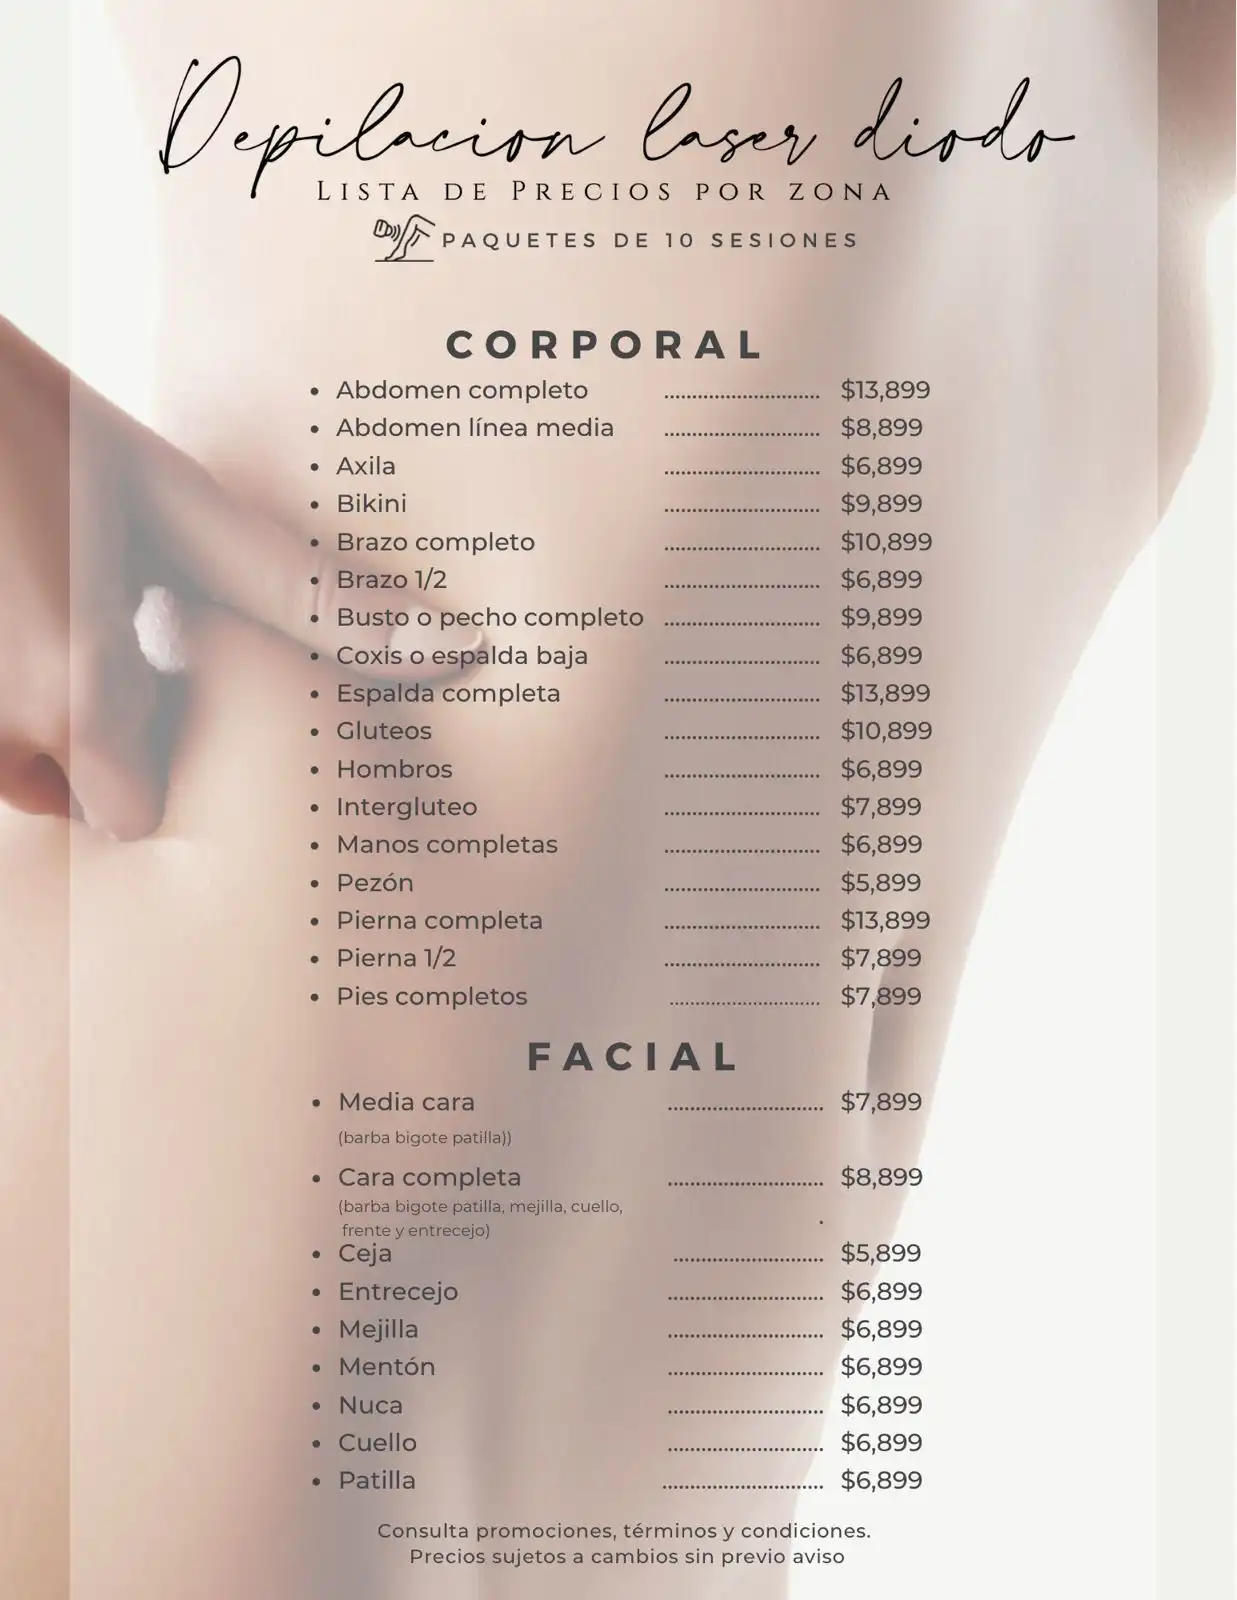 Depilacion laser diodo
Lista de Precios por zona
PAQUETES DE 10 SESIONES
CORPORAL
• Abdomen completo ............................ $13,899
• Abdomen línea media ............................ $8,899
• Axila ............................ $6,899
• Bikini ............................ $9,899
• Brazo completo ............................ $10,899
• Brazo 1/2 ............................ $6,899
• Busto o pecho completo ............................ $9,899
• Coxis o espalda baja ............................ $6,899
• Espalda completa ............................ $13,899
• Gluteos ............................ $10,899
• Hombros ............................ $6,899
• Intergluteo ............................ $7,899
• Manos completas ............................ $6,899
• Pezón ............................ $5,899
• Pierna completa ............................ $13,899
• Pierna 1/2 ............................ $7,899
• Pies completos ............................ $7,899
FACIAL
• Media cara ............................ $7,899
(barba bigote patilla))
• Cara completa ............................ $8,899
(barba bigote patilla, mejilla, cuello,
frente y entrecejo) .
• Ceja ........................... $5,899
• Entrecejo ............................ $6,899
• Mejilla ............................ $6,899
• Mentón ............................ $6,899
• Nuca ............................ $6,899
• Cuello ............................ $6,899
• Patilla ............................. $6,899
Consulta promociones, términos y condiciones.
Precios sujetos a cambios sin previo aviso